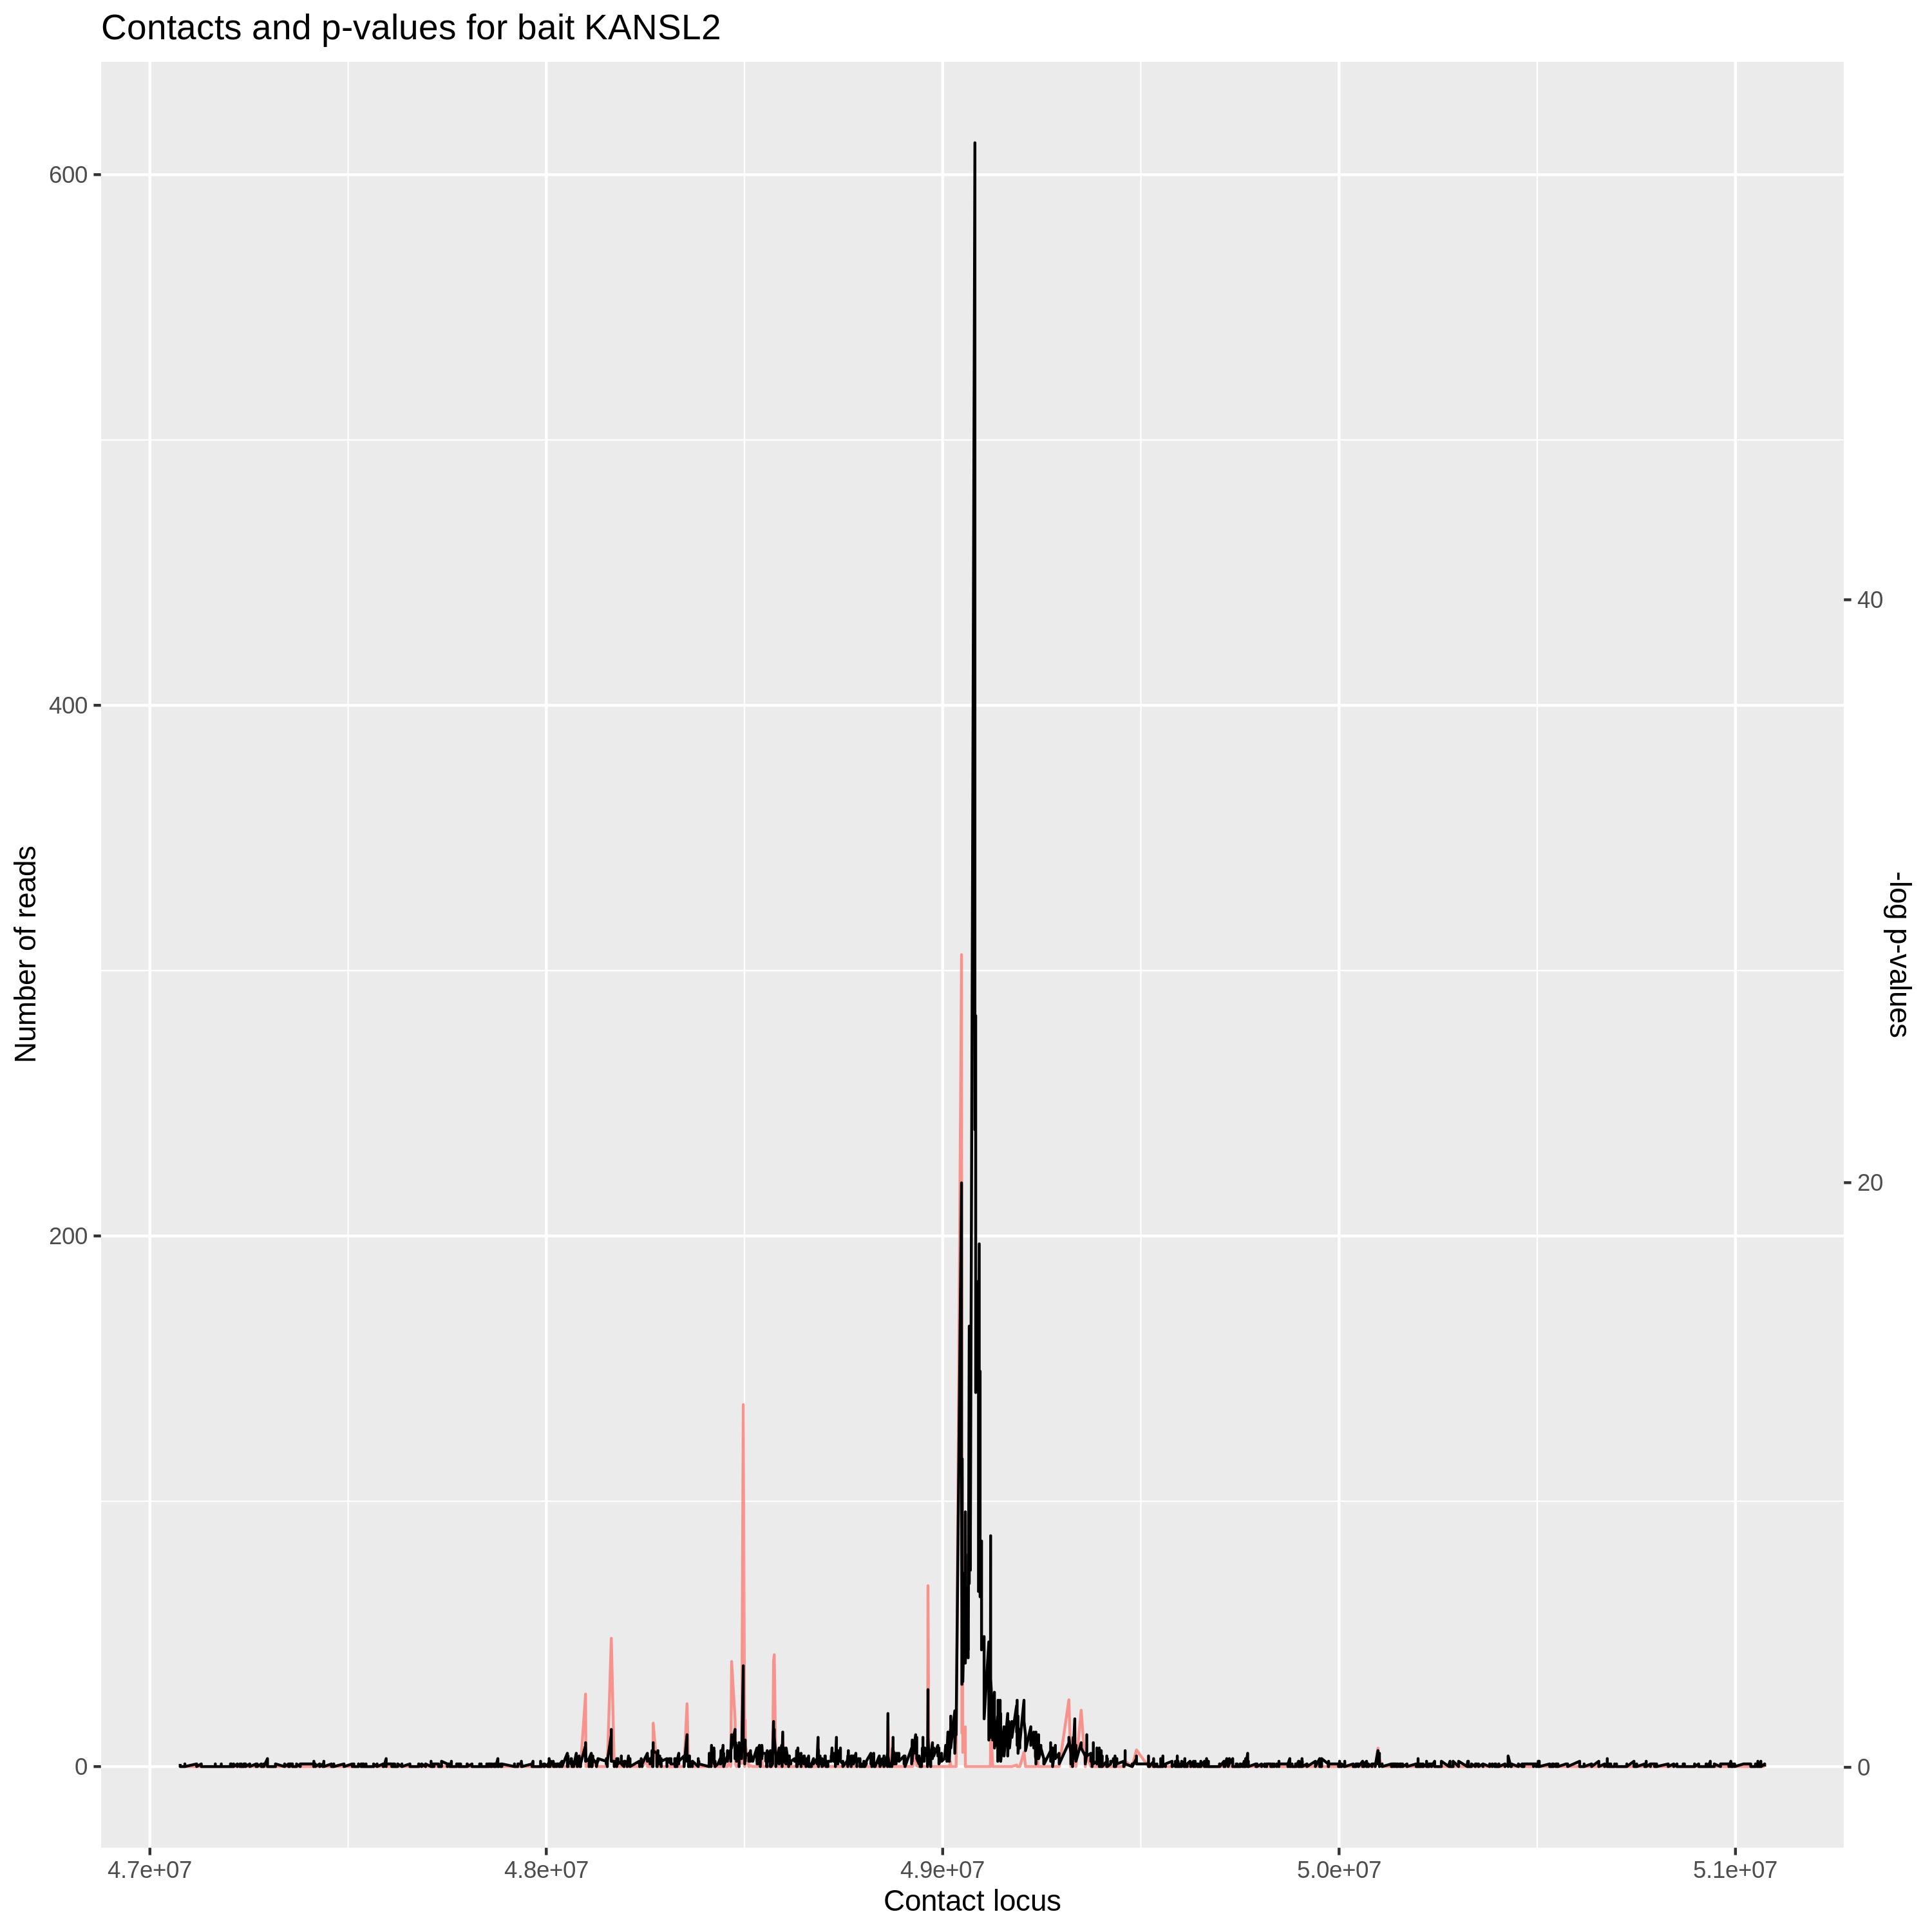 Contacts and p-values for bait KANSL2
600
400
200
0
Number of reads
40
20
0
-log p-values
4.7e+07
4.8e+07
4.9e+07
5.0e+07
5.1e+07
Contact locus